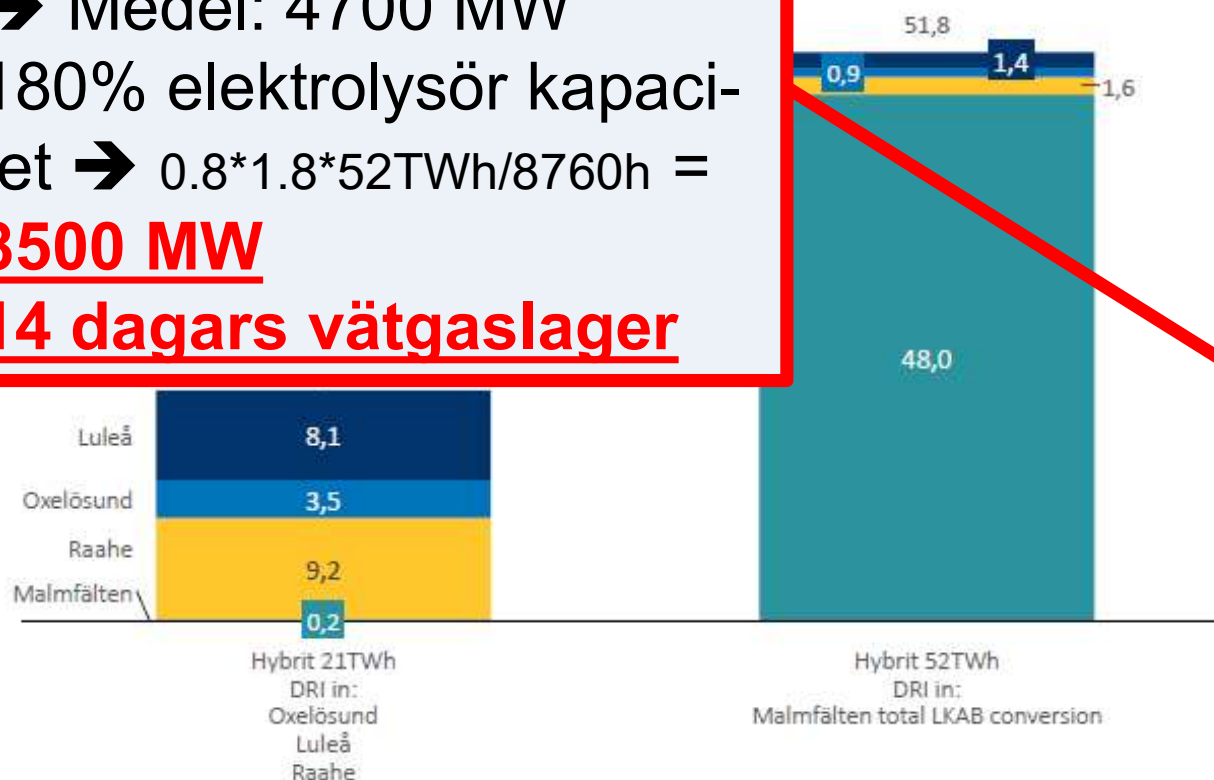 ➔ Medel: 4700 MW
180% elektrolysör kapaci-
et ➔ 0.8*1.8*52TWh/8760h =
8500 MW
14 dagars vätgaslager
51,8
0,9
1,4
1,6
48,0
Luleå
8,1
Oxelösund
3,5
Raahe
9,2
Malmfälten
0,2
Hybrit 21TWh
DRI in:
Oxelösund
Luleå
Raahe
Hybrit 52TWh
DRI in:
Malmfälten total LKAB conversion